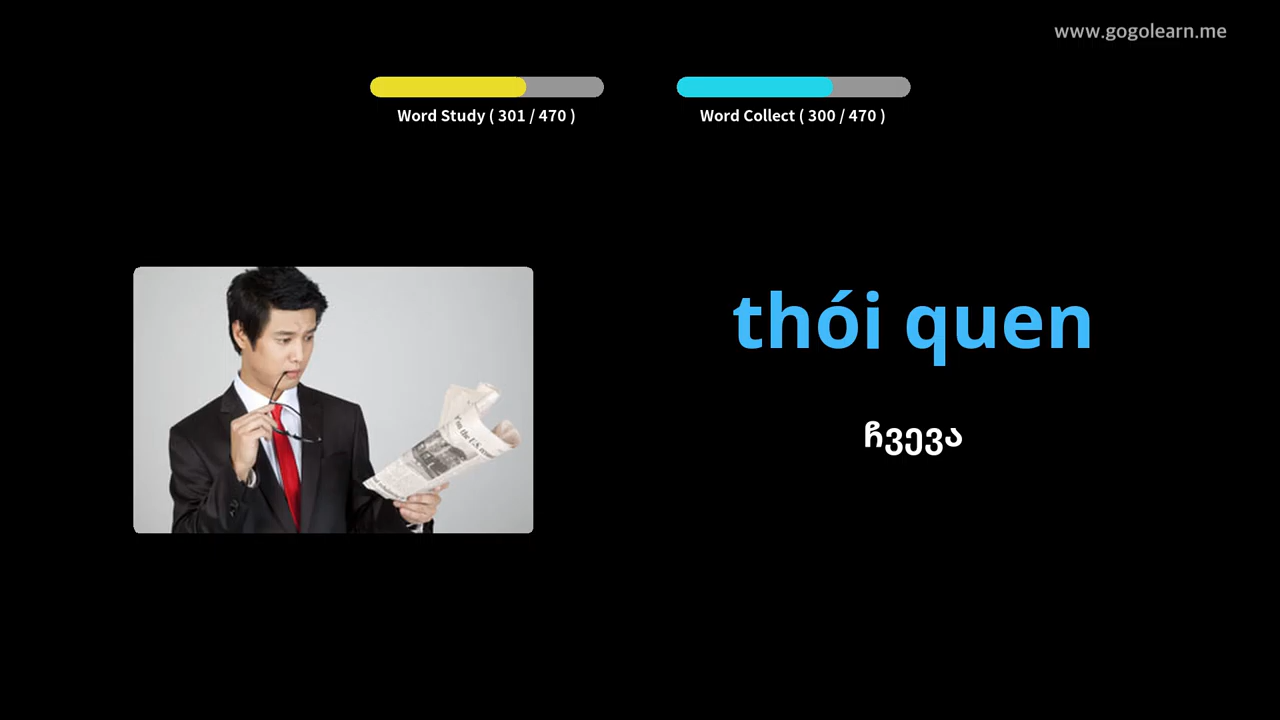 www.gogolearn.me
Word Study ( 301 / 470 )
Word Collect ( 300 / 470 )
thói quen
ჩვევა